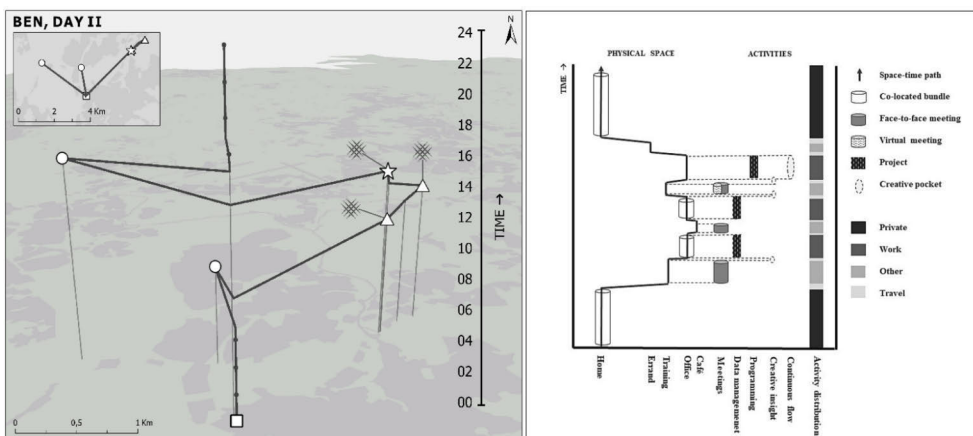 BEN, DAY II
N
0 2 4 Km
24
22
20
18
16
14
12
10
08
06
04
02
00
TIME →
0 0,5 1 Km
PHYSICAL SPACE
ACTIVITIES
TIME →
Home
Errand
Training
Office
Café
Meetings
Data managemenet
Programming
Creative insight
Continuous flow
Activity distribution
Space-time path
Co-located bundle
Face-to-face meeting
Virtual meeting
Project
Creative pocket
Private
Work
Other
Travel